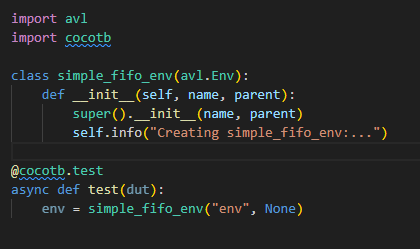 import avl
import cocotb
class simple_fifo_env(avl.Env):
    def __init__(self, name, parent):
        super().__init__(name, parent)
        self.info("Creating simple_fifo_env:...")
@cocotb.test
async def test(dut):
    env = simple_fifo_env("env", None)